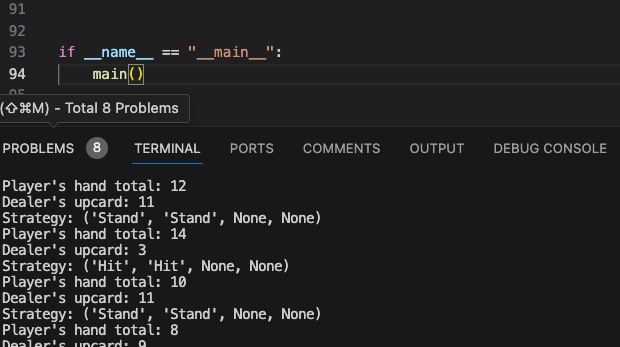 91
92
93 if __name__ == "__main__":
94 main()
95
(⇧⌘M) - Total 8 Problems
PROBLEMS 8 TERMINAL PORTS COMMENTS OUTPUT DEBUG CONSOLE
Player's hand total: 12
Dealer's upcard: 11
Strategy: ('Stand', 'Stand', None, None)
Player's hand total: 14
Dealer's upcard: 3
Strategy: ('Hit', 'Hit', None, None)
Player's hand total: 10
Dealer's upcard: 11
Strategy: ('Stand', 'Stand', None, None)
Player's hand total: 8
Dealer's upcard: 9